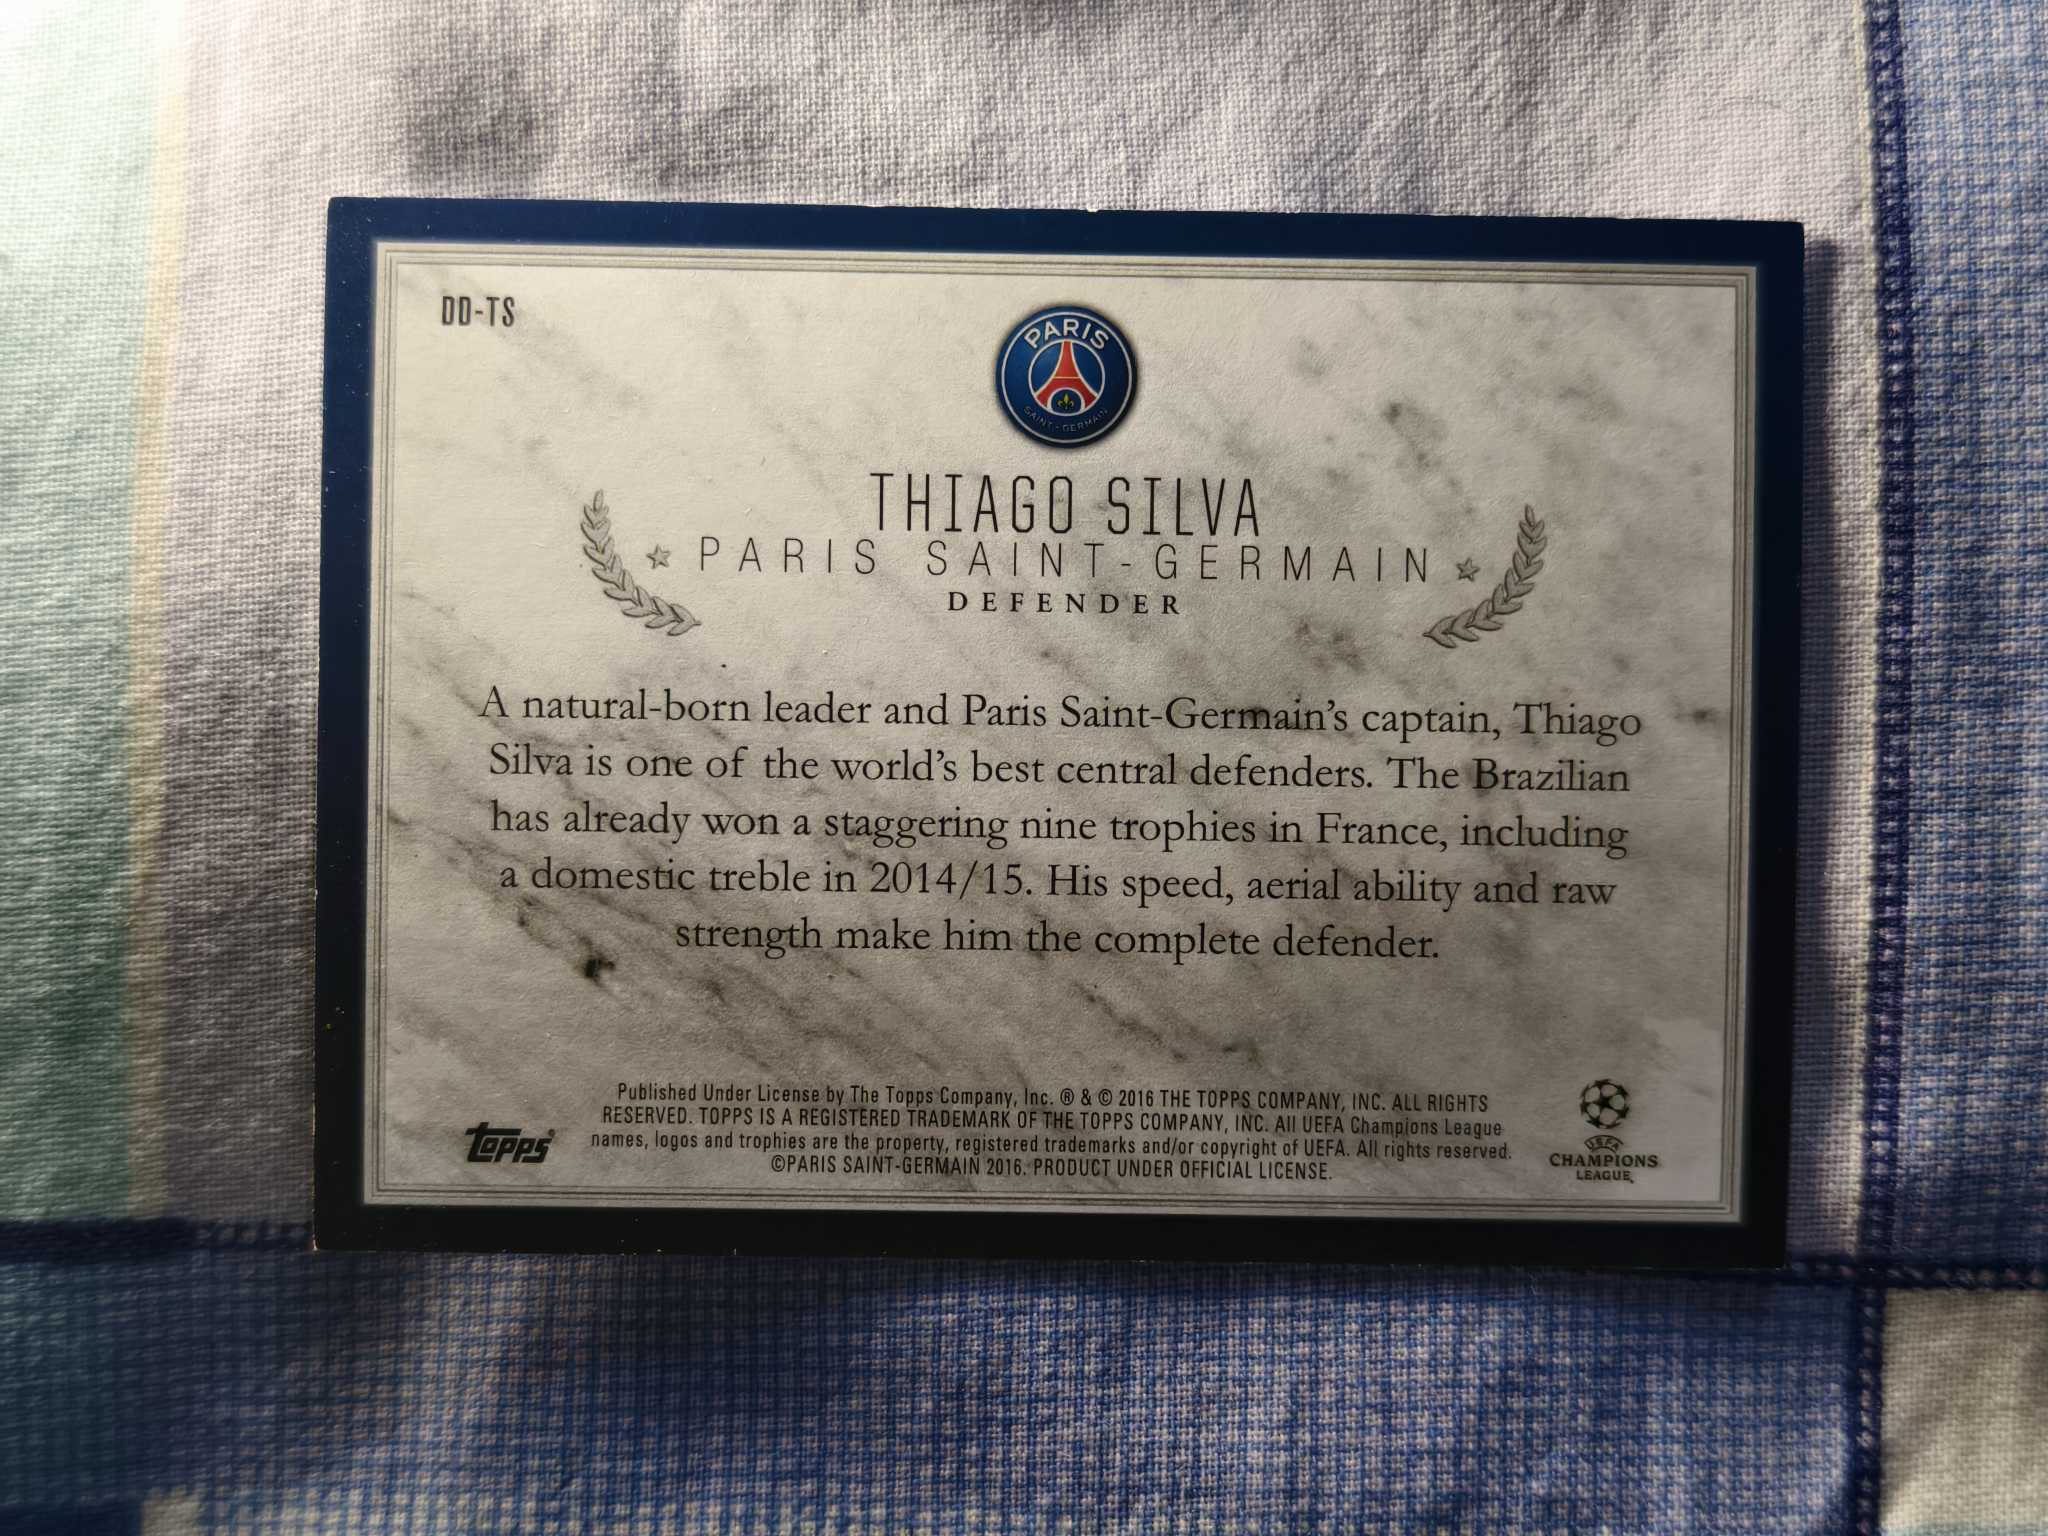 DD-TS
PARIS
SAINT-GERMAIN
THIAGO SILVA
PARIS SAINT-GERMAIN
DEFENDER
A natural-born leader and Paris Saint-Germain's captain, Thiago
Silva is one of the world's best central defenders. The Brazilian
has already won a staggering nine trophies in France, including
a domestic treble in 2014/15. His speed, aerial ability and raw
strength make him the complete defender.
Published Under License by The Topps Company, Inc. ® & © 2016 THE TOPPS COMPANY, INC. ALL RIGHTS
RESERVED. TOPPS IS A REGISTERED TRADEMARK OF THE TOPPS COMPANY, INC. All UEFA Champions League
names, logos and trophies are the property, registered trademarks and/or copyright of UEFA. All rights reserved.
©PARIS SAINT-GERMAIN 2016. PRODUCT UNDER OFFICIAL LICENSE.
Topps®
UEFA
CHAMPIONS
LEAGUE